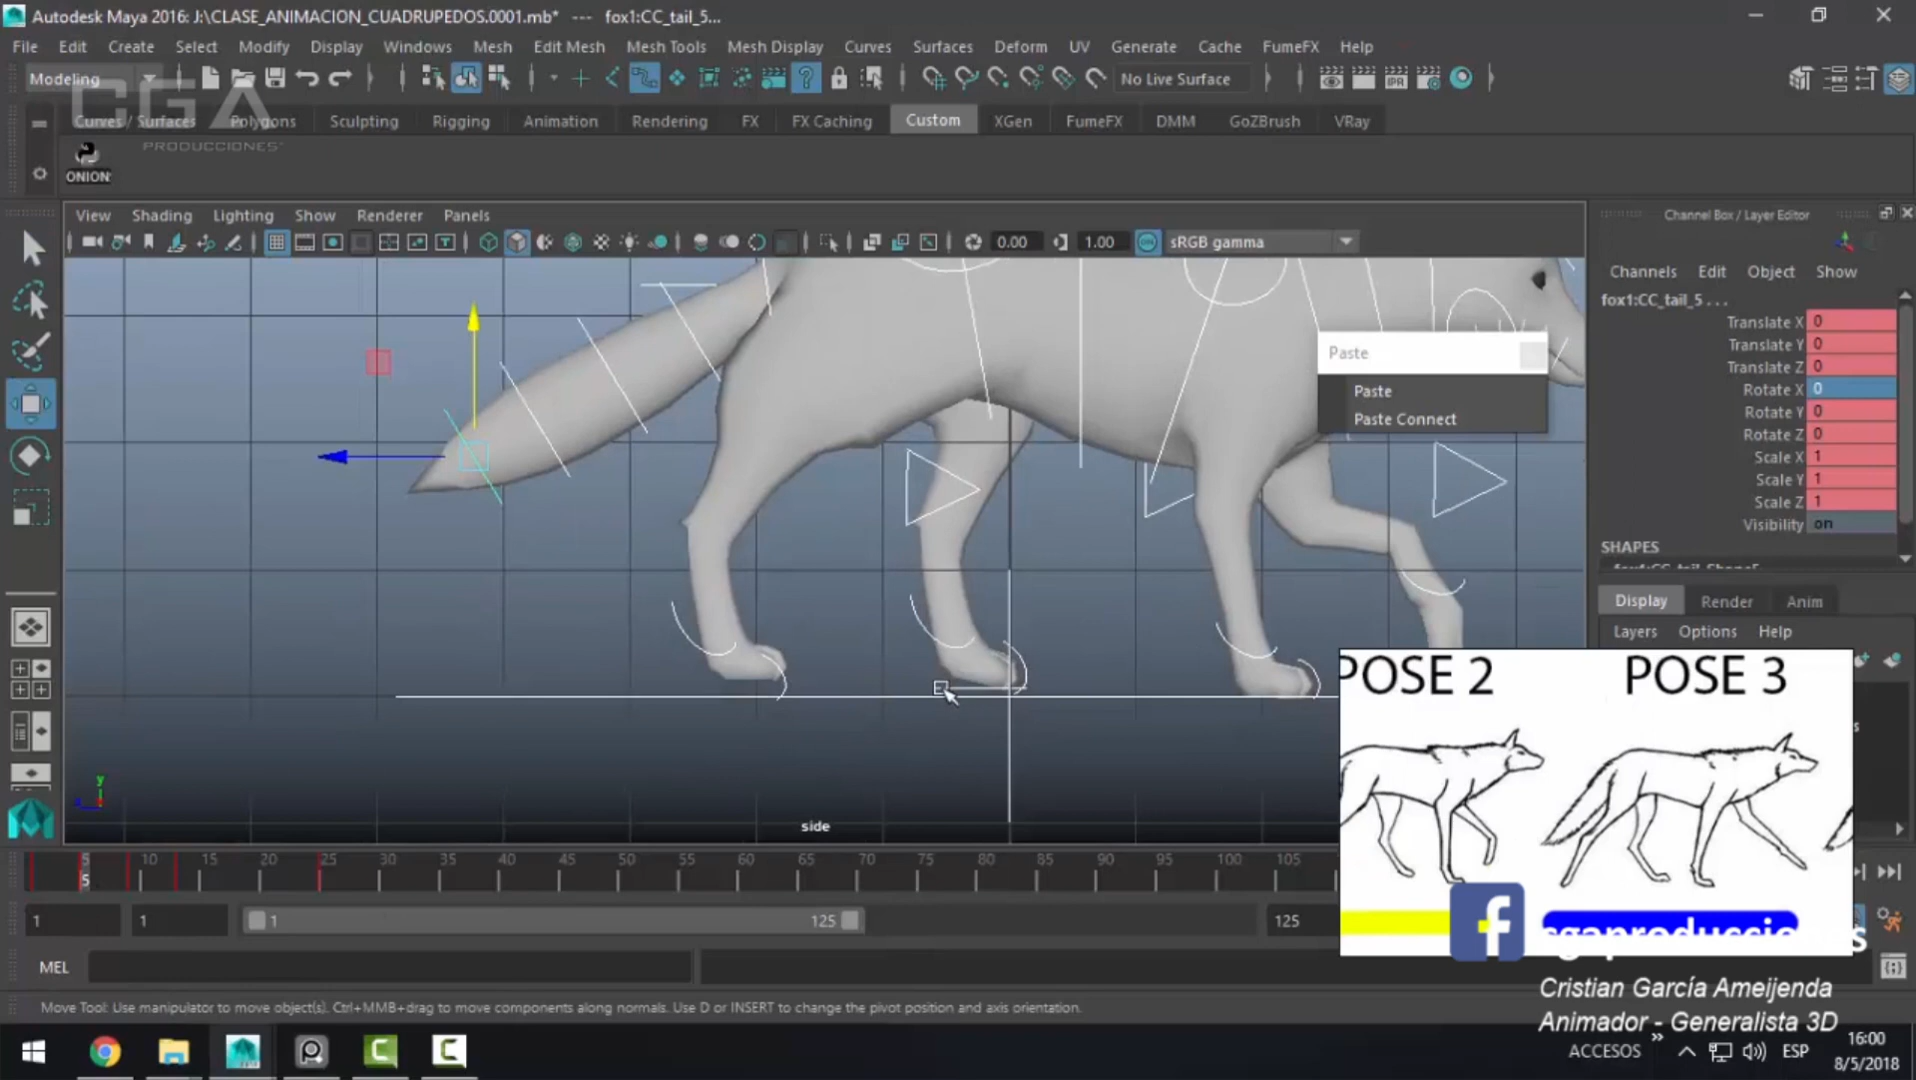 Autodesk Maya 2016: J:\CLASE_ANIMACION_CUADRUPEDOS.0001.mb* --- fox1:CC_tail_5...
File Edit Create Select Modify Display Windows Mesh Edit Mesh Mesh Tools Mesh Display Curves Surfaces Deform UV Generate Cache FumeFX Help
Modeling No Live Surface IPR
CGA
PRODUCCIONES
Curves / Surfaces Polygons Sculpting Rigging Animation Rendering FX FX Caching Custom XGen FumeFX DMM GoZBrush VRay
ONION
View Shading Lighting Show Renderer Panels
0.00 1.00 sRGB gamma
Channel Box / Layer Editor
Channels Edit Object Show
fox1:CC_tail_5 . . .
Translate X 0
Translate Y 0
Translate Z 0
Rotate X 0
Rotate Y 0
Rotate Z 0
Scale X 1
Scale Y 1
Scale Z 1
Visibility on
SHAPES
Paste
Paste
Paste Connect
Display Render Anim
Layers Options Help
POSE 2 POSE 3
y
side
5 10 15 20 25 30 35 40 45 50 55 60 65 70 75 80 85 90 95 100 105
5
1 1 1 125 125
MEL
cgaproducciones
Move Tool: Use manipulator to move object(s). Ctrl+MMB+drag to move components along normals. Use D or INSERT to change the pivot position and axis orientation.
Cristian García Ameijenda
Animador - Generalista 3D
ACCESOS » ESP
16:00
8/5/2018